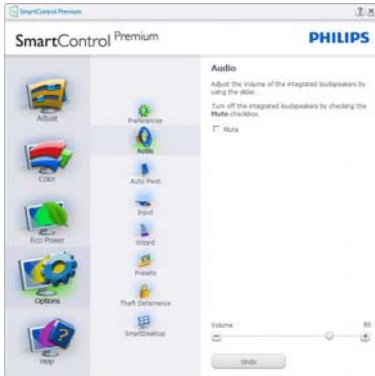 SmartControl Premium
SmartControl Premium
PHILIPS
Adjust
Color
Eco Power
Options
Help
Preferences
Audio
Auto Pivot
Input
Wizard
Presets
Theft Deterrence
SmartDesktop
Audio
Adjust the Volume of the integrated loudspeakers by
using the slider.
Turn off the integrated loudspeakers by checking the
Mute checkbox.
Mute
Volume
80
Undo